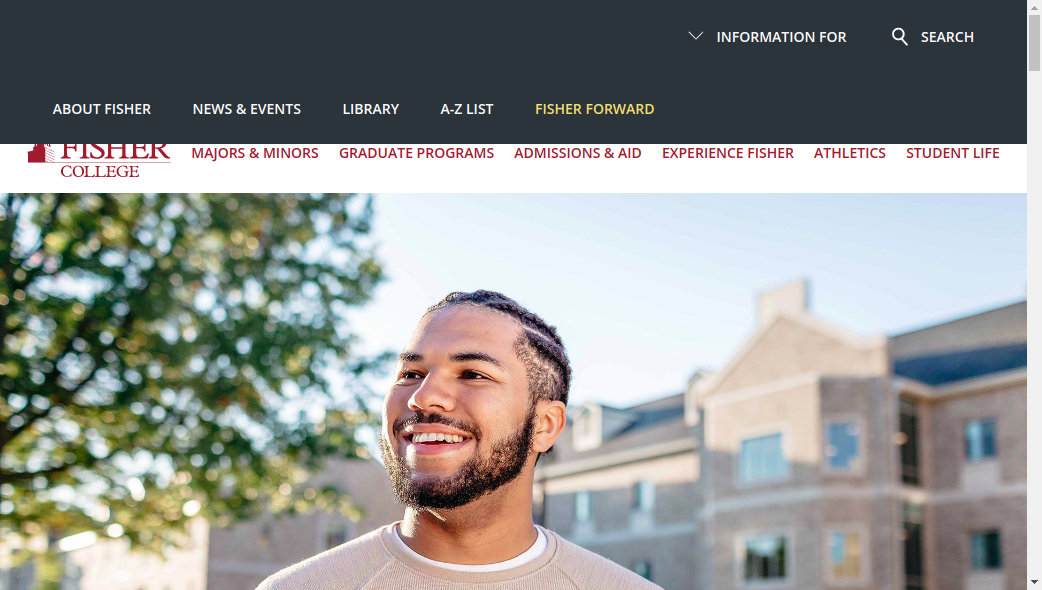 INFORMATION FOR
SEARCH
ABOUT FISHER
NEWS & EVENTS
LIBRARY
A-Z LIST
FISHER FORWARD
FISHER
COLLEGE
MAJORS & MINORS
GRADUATE PROGRAMS
ADMISSIONS & AID
EXPERIENCE FISHER
ATHLETICS
STUDENT LIFE